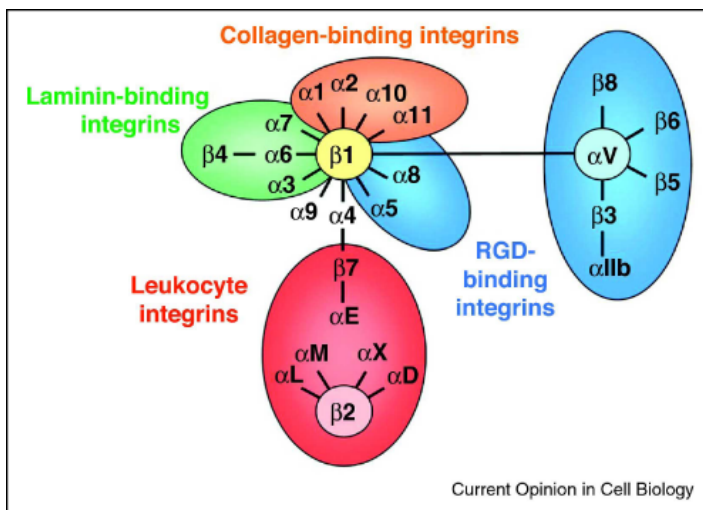 Collagen-binding integrins
Laminin-binding
integrins
α1
α2
α10
α11
α7
β4
α6
β1
α3
α9
α4
α5
α8
αV
β8
β6
β5
β3
αIIb
RGD-
binding
integrins
Leukocyte
integrins
β7
αE
αM
αX
αL
αD
β2
Current Opinion in Cell Biology